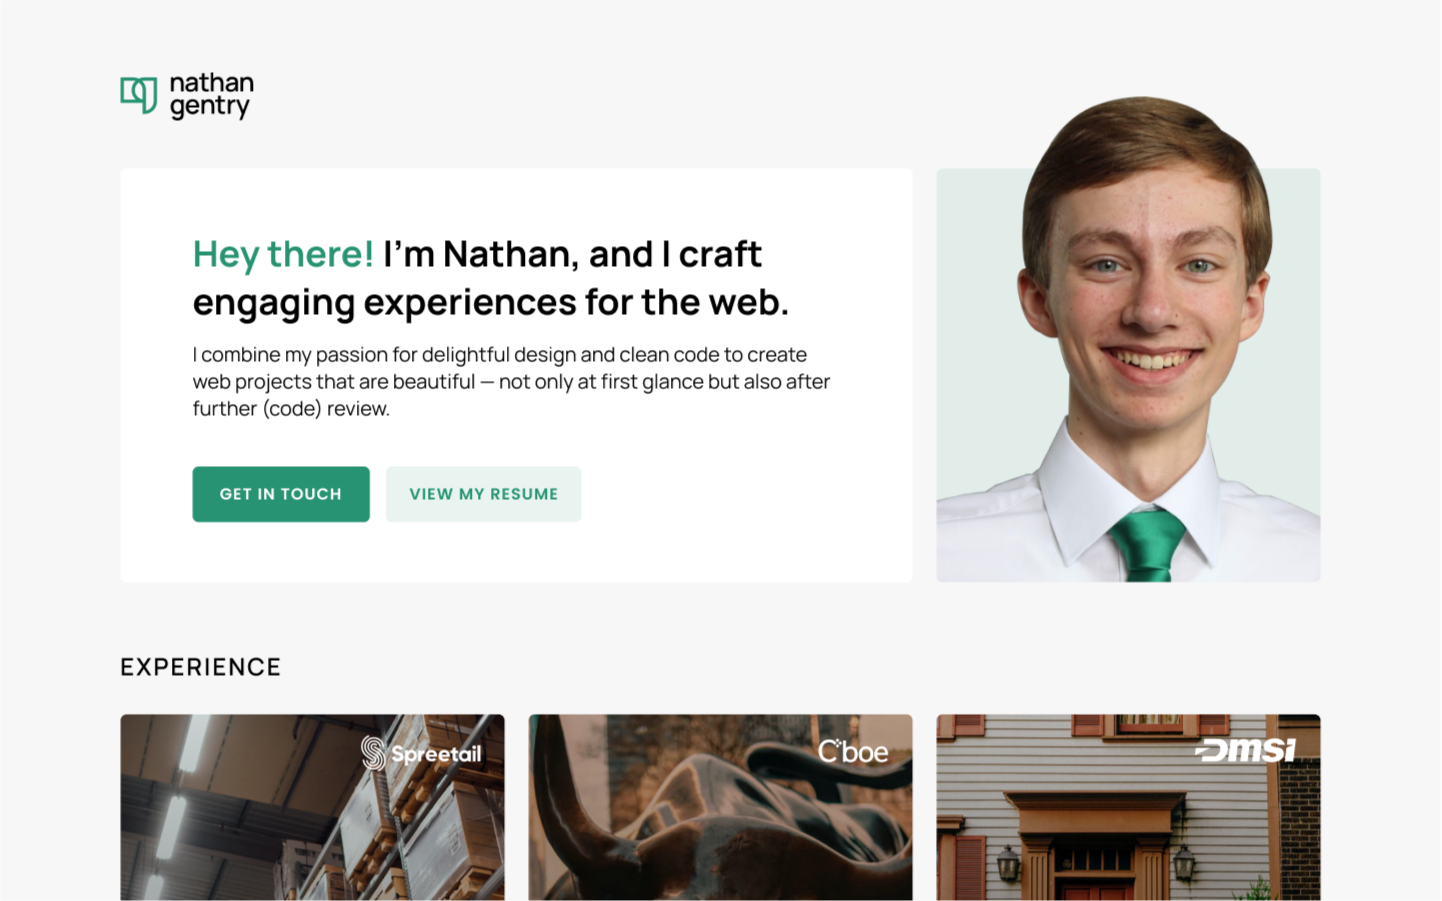 nathan
gentry
Hey there! I’m Nathan, and I craft
engaging experiences for the web.
I combine my passion for delightful design and clean code to create
web projects that are beautiful — not only at first glance but also after
further (code) review.
GET IN TOUCH
VIEW MY RESUME
EXPERIENCE
Spreetail
Cboe
DMSi